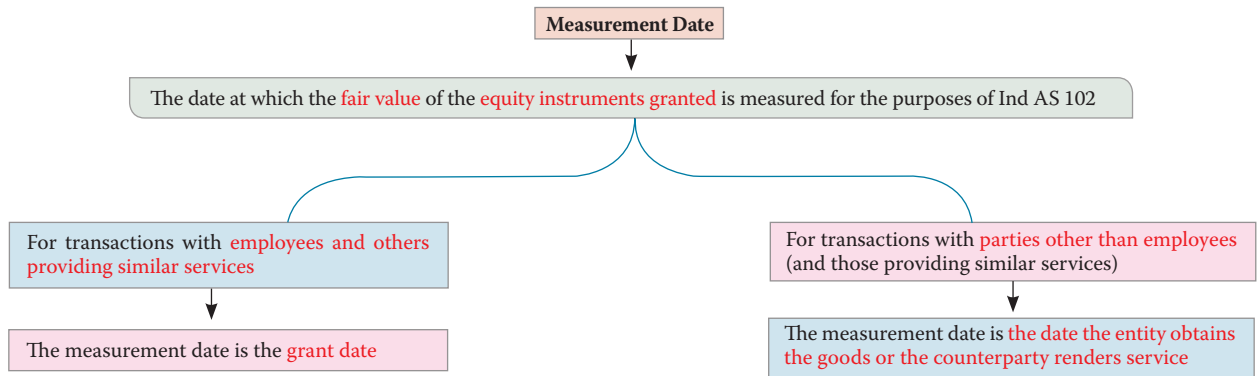 Measurement Date
The date at which the fair value of the equity instruments granted is measured for the purposes of Ind AS 102
For transactions with employees and others
providing similar services
The measurement date is the grant date
For transactions with parties other than employees
(and those providing similar services)
The measurement date is the date the entity obtains
the goods or the counterparty renders service